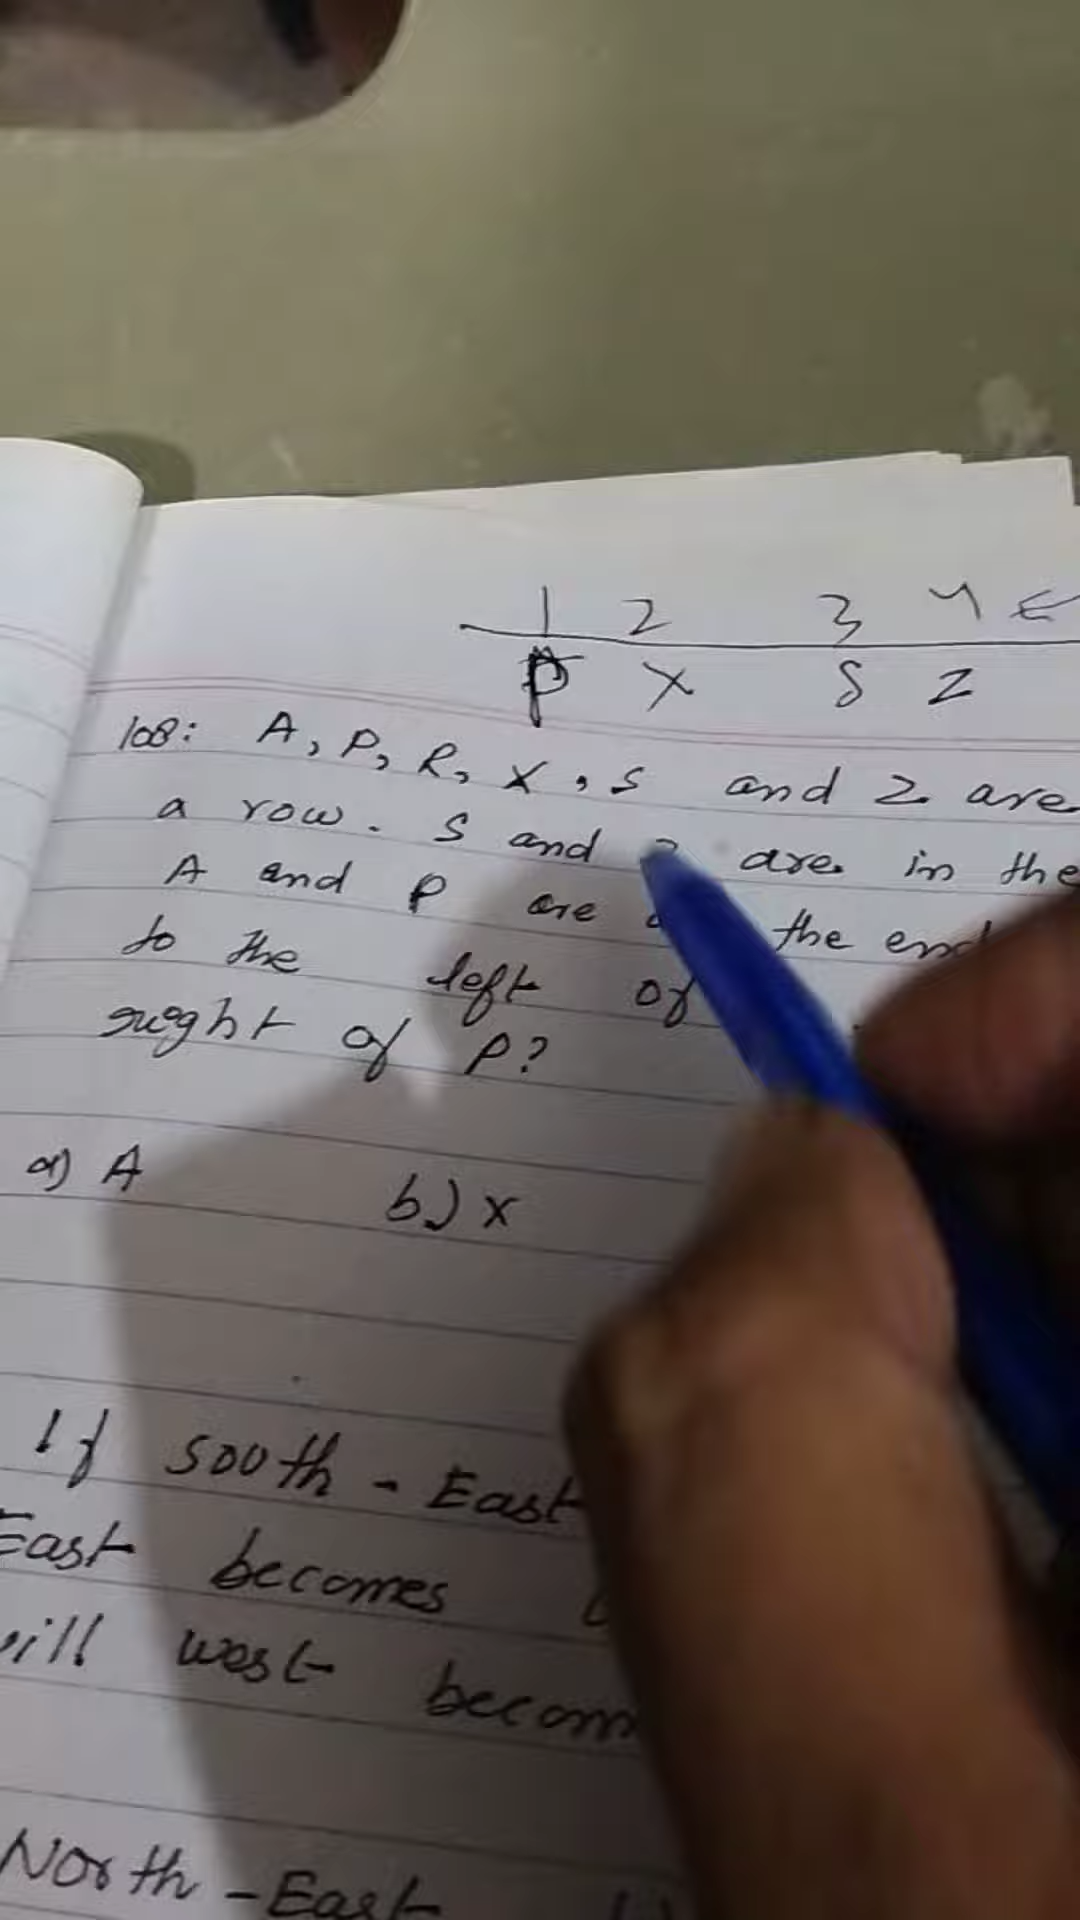 1 2 3 4
P X S Z
108: A, P, R, X, S and Z are
a row. S and are in the
A and P are the end
to the left of
right of P?
a) A b) X
If South-East
East becomes
will west becom
North-East